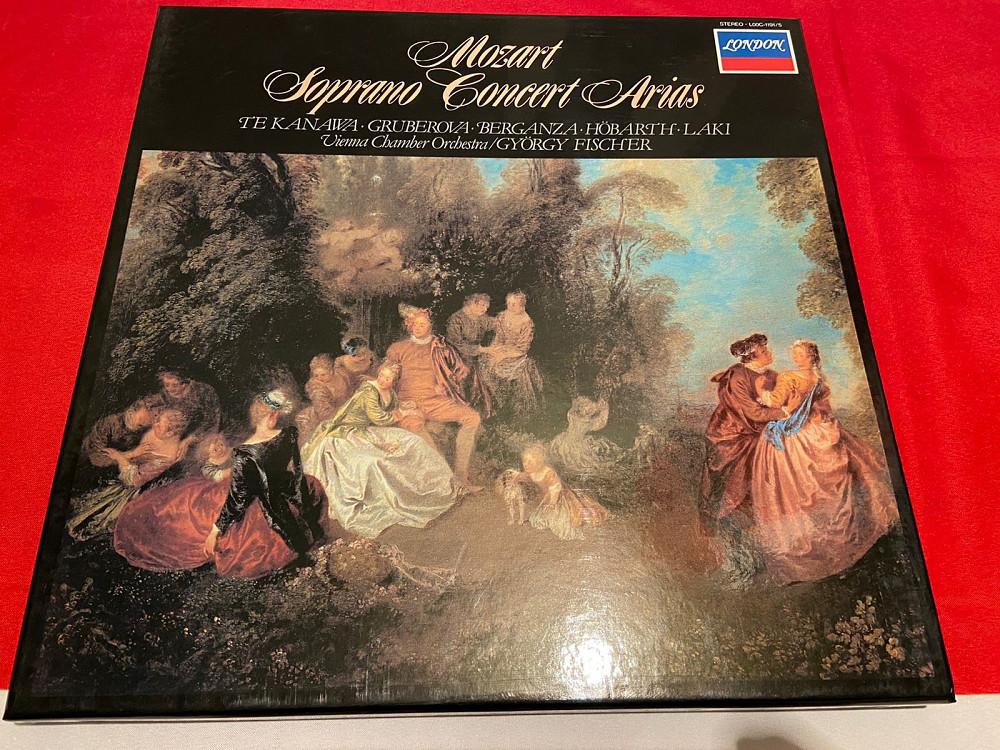 STEREO · L00C-1191/5
LONDON
Mozart
Soprano Concert Arias
TE KANAWA · GRUBEROVA · BERGANZA · HÖBARTH · LAKI
Vienna Chamber Orchestra/GYÖRGY FISCHER